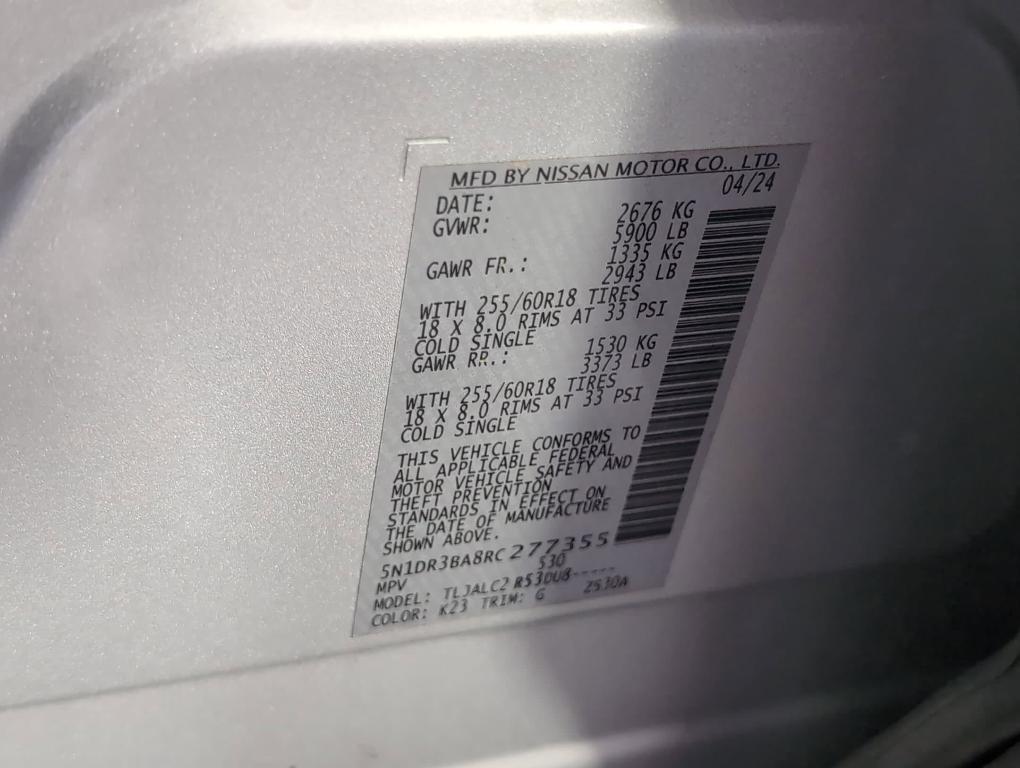 MFD BY NISSAN MOTOR CO., LTD.
DATE: 04/24
GVWR: 2676 KG
5900 LB
GAWR FR.: 1335 KG
2943 LB
WITH 255/60R18 TIRES
18 X 8.0 RIMS AT 33 PSI
COLD SINGLE
GAWR RR.: 1530 KG
3373 LB
WITH 255/60R18 TIRES
18 X 8.0 RIMS AT 33 PSI
COLD SINGLE
THIS VEHICLE CONFORMS TO
ALL APPLICABLE FEDERAL
MOTOR VEHICLE SAFETY AND
THEFT PREVENTION
STANDARDS IN EFFECT ON
THE DATE OF MANUFACTURE
SHOWN ABOVE.
5N1DR3BA8RC277355
MPV 530
MODEL: TLJALC2 R53DU8-----
COLOR: K23 TRIM: G 2530A